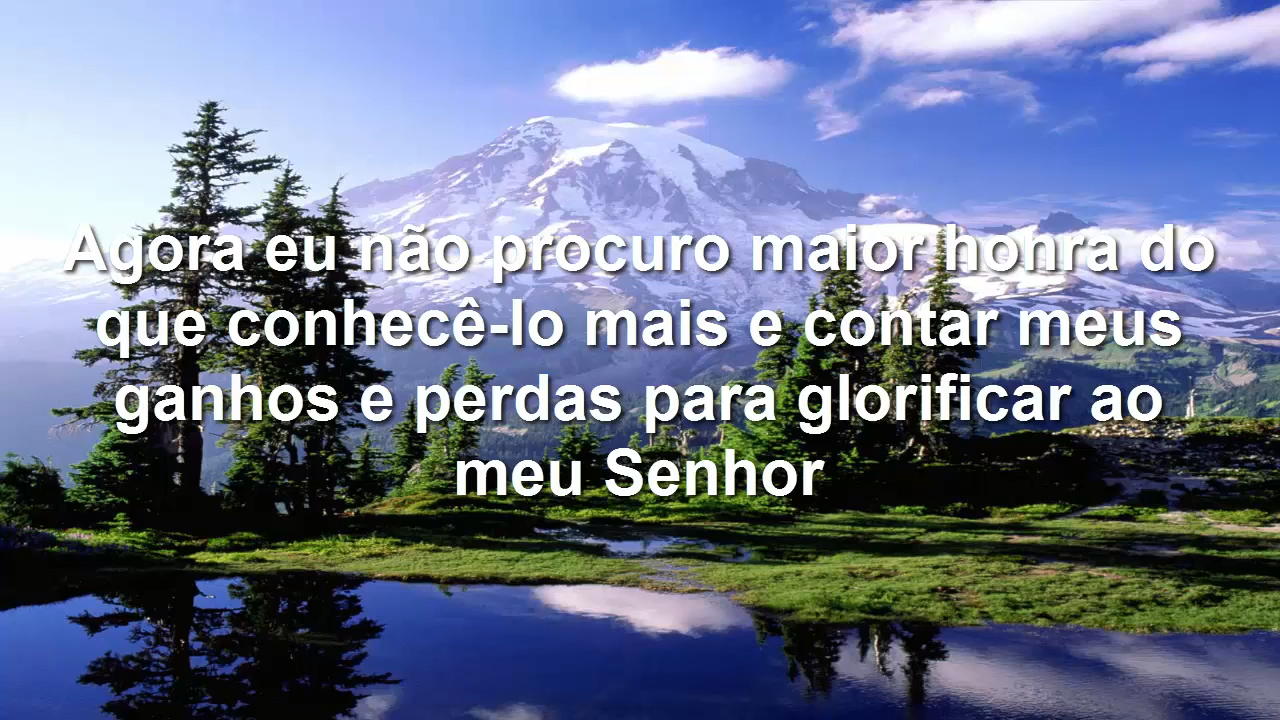 Agora eu não procuro maior honra do
que conhecê-lo mais e contar meus
ganhos e perdas para glorificar ao
meu Senhor